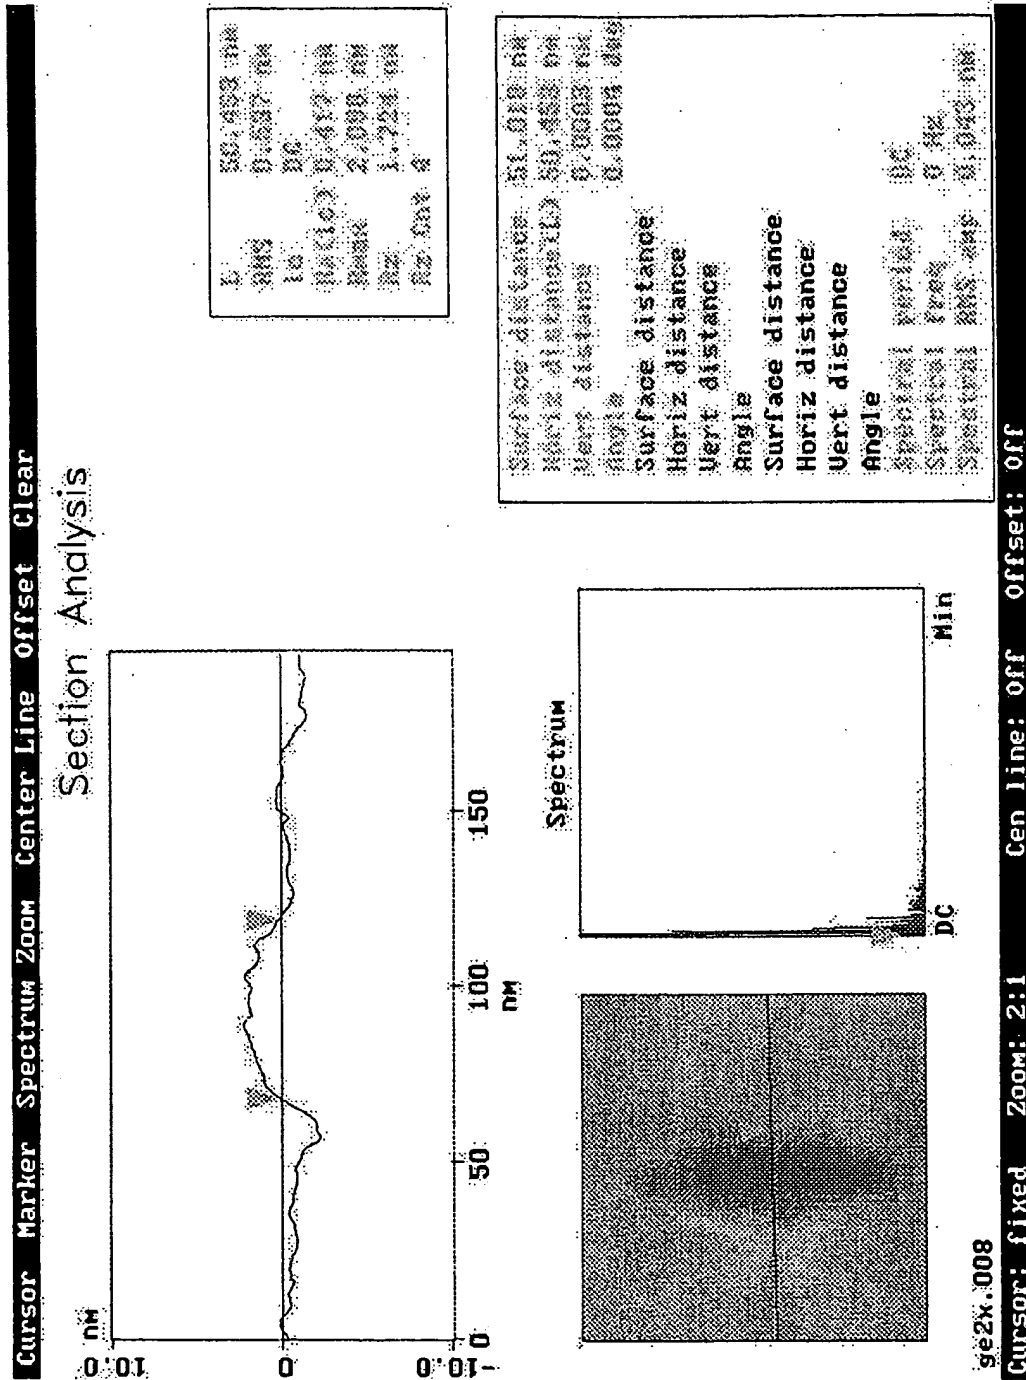 Cursor Marker Spectrum Zoom Center Line Offset Clear
Section Analysis
nM
10.0
0
-10.0
0
50
100
150
nM
L
RMS
lc DC
Ra(lc)
Rmax
Rz
Rz Cnt
Spectrum
DC
Min
Surface distance
Horiz distance(L)
Vert distance
Angle
Surface distance
Horiz distance
Vert distance
Angle
Surface distance
Horiz distance
Vert distance
Angle
Spectral period DC
Spectral freq 0 Hz
Spectral RMS amp
ge2x.008
Cursor: fixed Zoom: 2:1 Cen line: Off Offset: Off